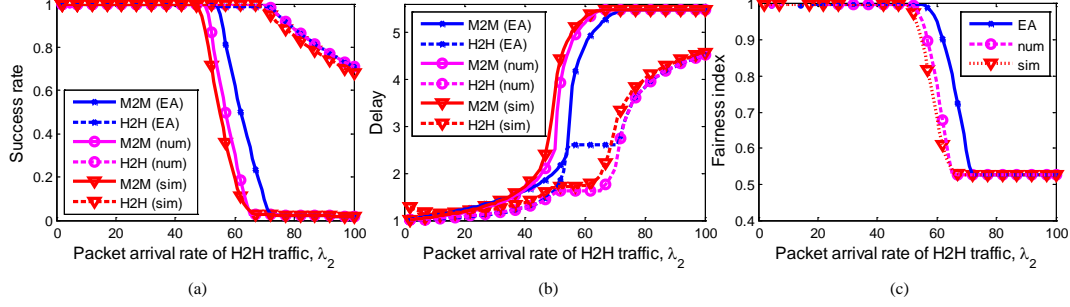 1
0.8
0.6
0.4
0.2
0
Success rate
M2M (EA)
H2H (EA)
M2M (num)
H2H (num)
M2M (sim)
H2H (sim)
0 20 40 60 80 100
Packet arrival rate of H2H traffic, λ2
(a)
5
4
3
2
1
Delay
M2M (EA)
H2H (EA)
M2M (num)
H2H (num)
M2M (sim)
H2H (sim)
0 20 40 60 80 100
Packet arrival rate of H2H traffic, λ2
(b)
1
0.9
0.8
0.7
0.6
0.5
0.4
Fairness index
EA
num
sim
0 20 40 60 80 100
Packet arrival rate of H2H traffic, λ2
(c)